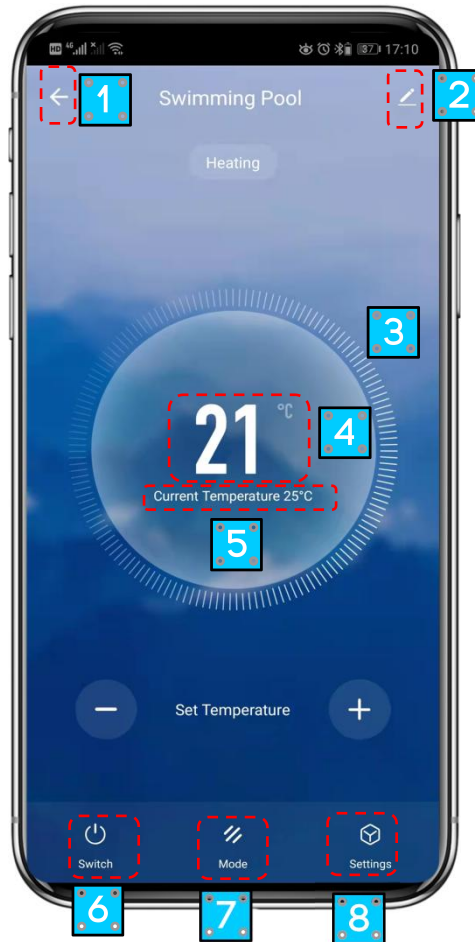 HD 4G 37 17:10
1 Swimming Pool 2
Heating
3
21 °C 4
Current Temperature 25°C
5
− Set Temperature +
Switch Mode Settings
6 7 8